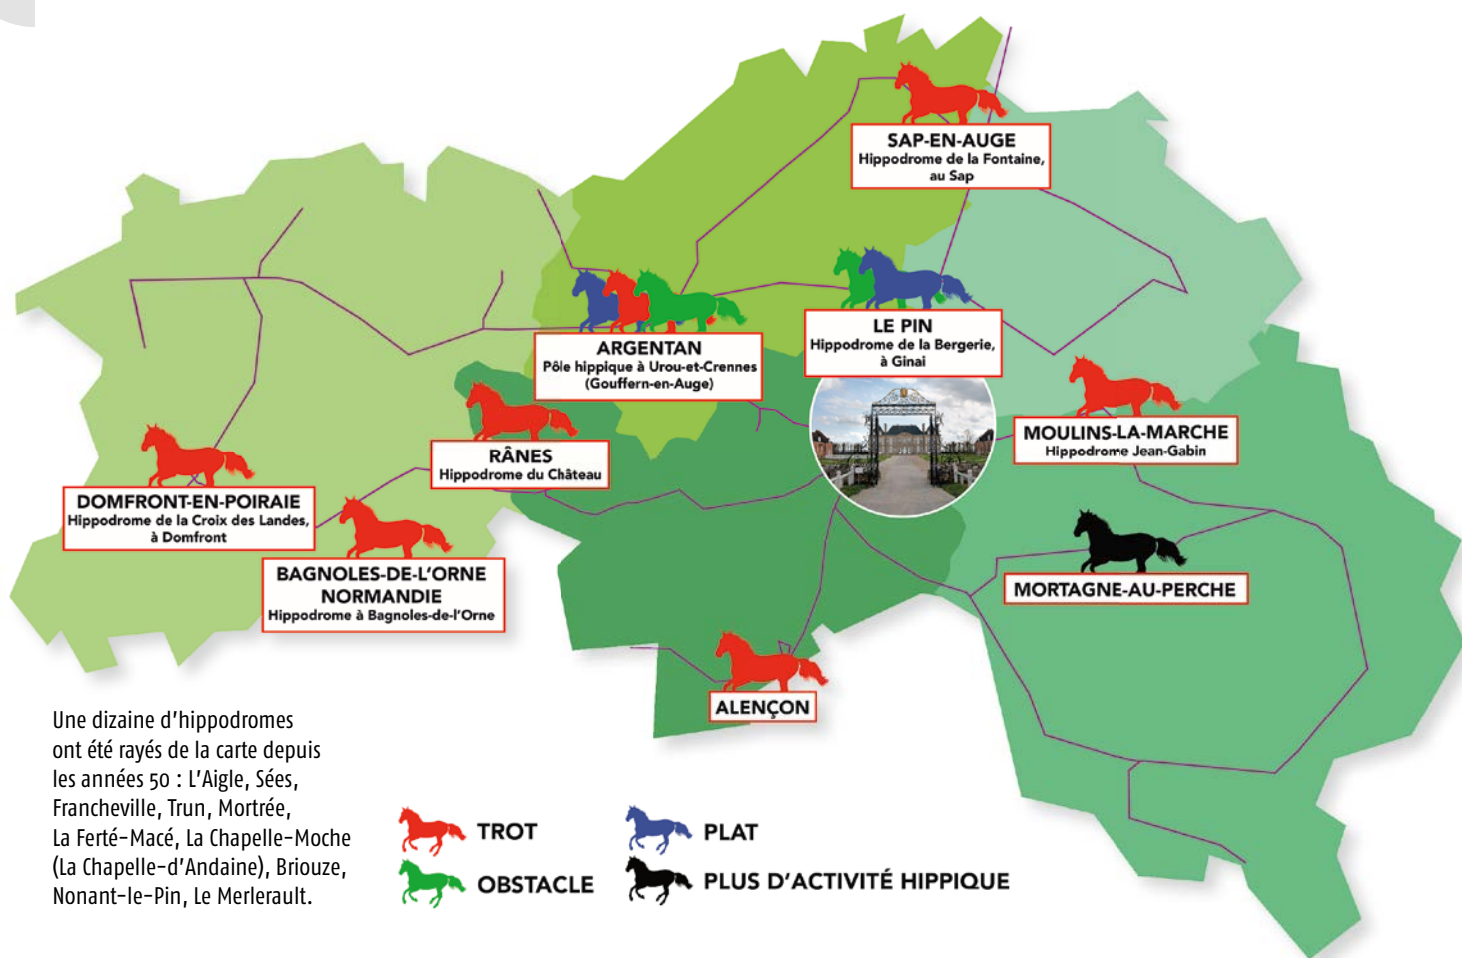 SAP-EN-AUGE
Hippodrome de la Fontaine,
au Sap
LE PIN
Hippodrome de la Bergerie,
à Ginai
ARGENTAN
Pôle hippique à Urou-et-Crennes
(Gouffern-en-Auge)
MOULINS-LA-MARCHE
Hippodrome Jean-Gabin
RÂNES
Hippodrome du Château
DOMFRONT-EN-POIRAIE
Hippodrome de la Croix des Landes,
à Domfront
BAGNOLES-DE-L'ORNE
NORMANDIE
Hippodrome à Bagnoles-de-l'Orne
MORTAGNE-AU-PERCHE
ALENÇON
Une dizaine d'hippodromes
ont été rayés de la carte depuis
les années 50 : L'Aigle, Sées,
Francheville, Trun, Mortrée,
La Ferté-Macé, La Chapelle-Moche
(La Chapelle-d'Andaine), Briouze,
Nonant-le-Pin, Le Merlerault.
TROT
PLAT
OBSTACLE
PLUS D'ACTIVITÉ HIPPIQUE